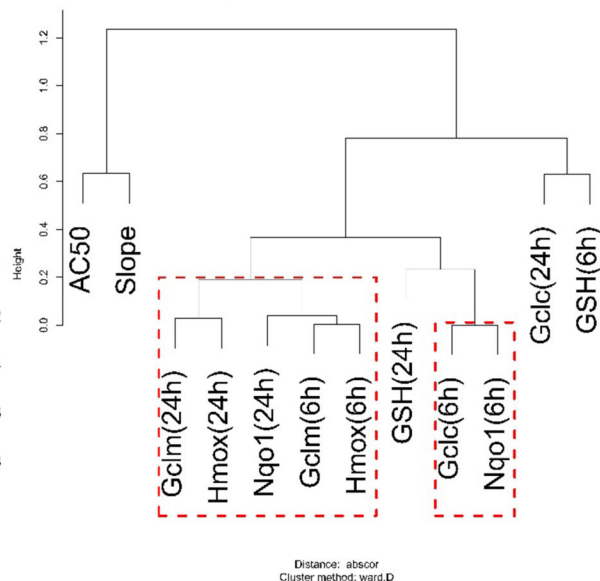 1.2
1.0
0.8
0.6
0.4
0.2
0.0
Height
AC50
Slope
Gclm(24h)
Hmox(24h)
Nqo1(24h)
Gclm(6h)
Hmox(6h)
GSH(24h)
Gclc(6h)
Nqo1(6h)
Gclc(24h)
GSH(6h)
Distance: abscor
Cluster method: ward.D